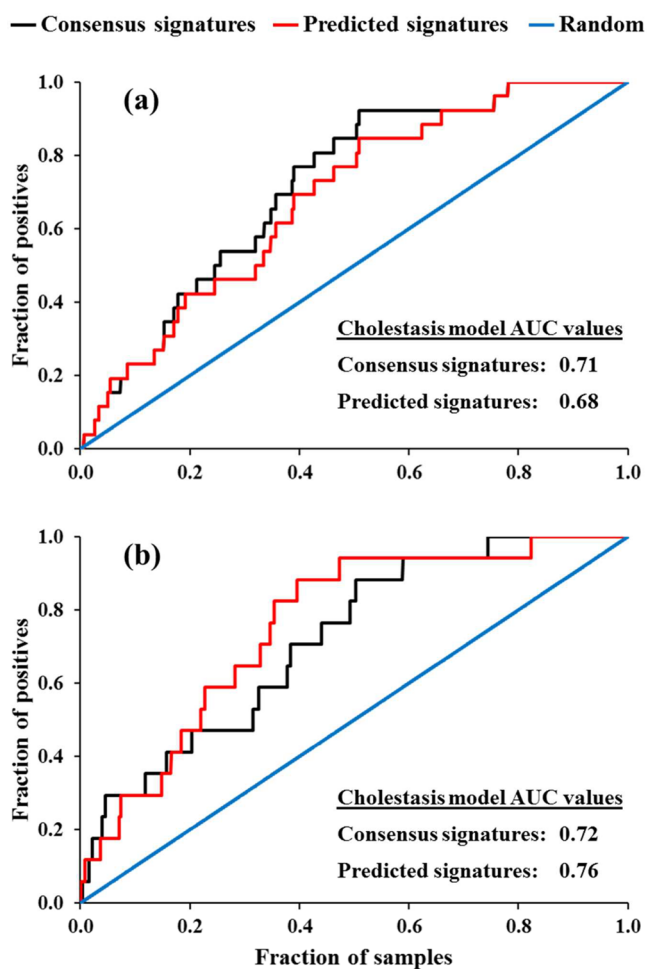 Consensus signatures Predicted signatures Random
(a)
1.0
0.8
0.6
0.4
0.2
0.0
Fraction of positives
Cholestasis model AUC values
Consensus signatures: 0.71
Predicted signatures: 0.68
0.0 0.2 0.4 0.6 0.8 1.0
(b)
1.0
0.8
0.6
0.4
0.2
0.0
Fraction of positives
Cholestasis model AUC values
Consensus signatures: 0.72
Predicted signatures: 0.76
0.0 0.2 0.4 0.6 0.8 1.0
Fraction of samples